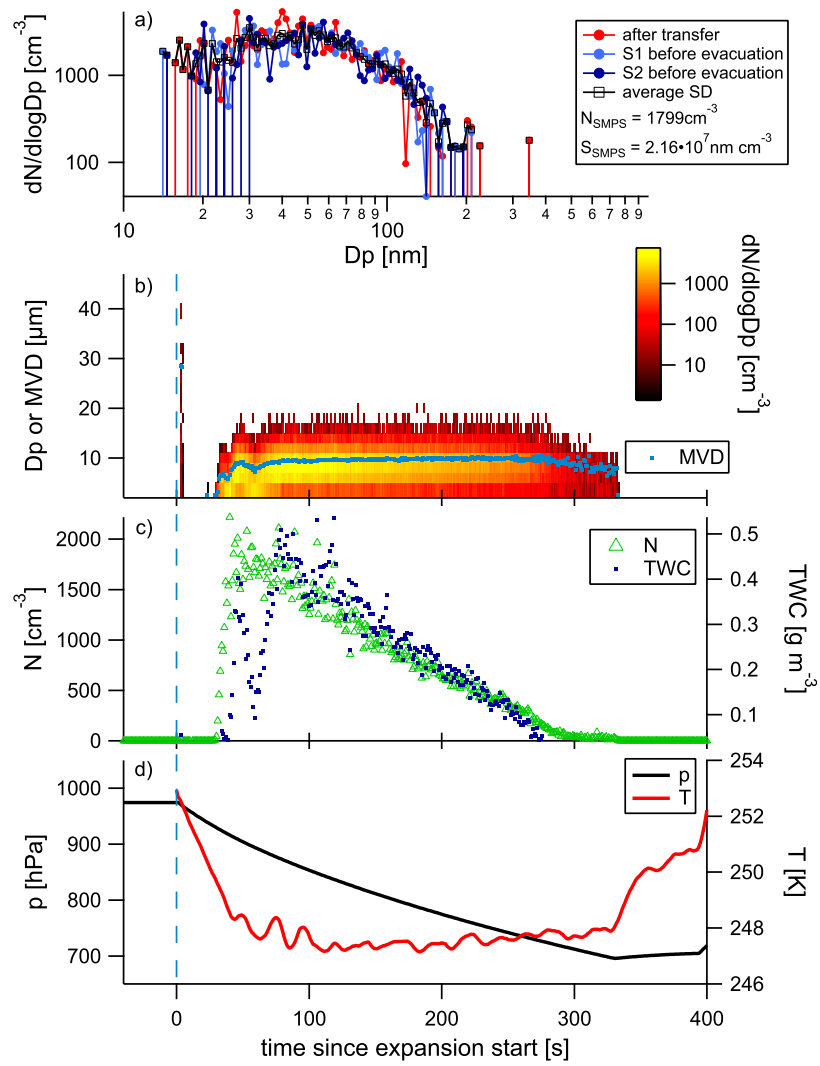 a)
dN/dlogDp [cm-3]
1000
100
after transfer
S1 before evacuation
S2 before evacuation
average SD
NSMPS = 1799cm-3
SSMPS = 2.16•10^7 nm cm-3
2 3 4 5 6 7 8 9 2 3 4 5 6 7 8 9
10 100
Dp [nm]
b)
Dp or MVD [µm]
40
30
20
10
1000
100
10
dN/dlogDp [cm-3]
MVD
c)
N [cm-3]
2000
1500
1000
500
0
N
TWC
0.5
0.4
0.3
0.2
0.1
TWC [g m-3]
d)
p [hPa]
1000
900
800
700
p
T
254
252
250
248
246
T [K]
0 100 200 300 400
time since expansion start [s]